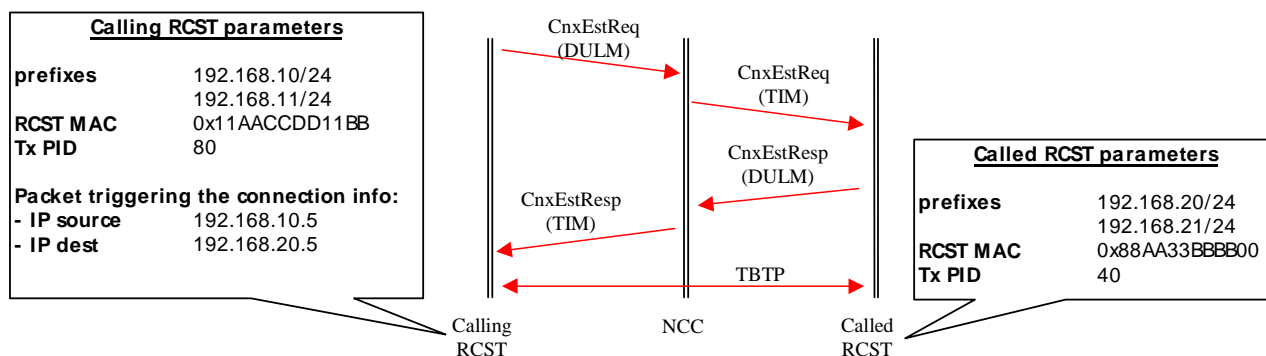 Calling RCST parameters
prefixes 192.168.10/24
192.168.11/24
RCST MAC 0x11AACCDD11BB
Tx PID 80
Packet triggering the connection info:
- IP source 192.168.10.5
- IP dest 192.168.20.5
CnxEstReq
(DULM)
CnxEstReq
(TIM)
CnxEstResp
(DULM)
CnxEstResp
(TIM)
TBTP
Calling
RCST
NCC
Called
RCST
Called RCST parameters
prefixes 192.168.20/24
192.168.21/24
RCST MAC 0x88AA33BBBB00
Tx PID 40